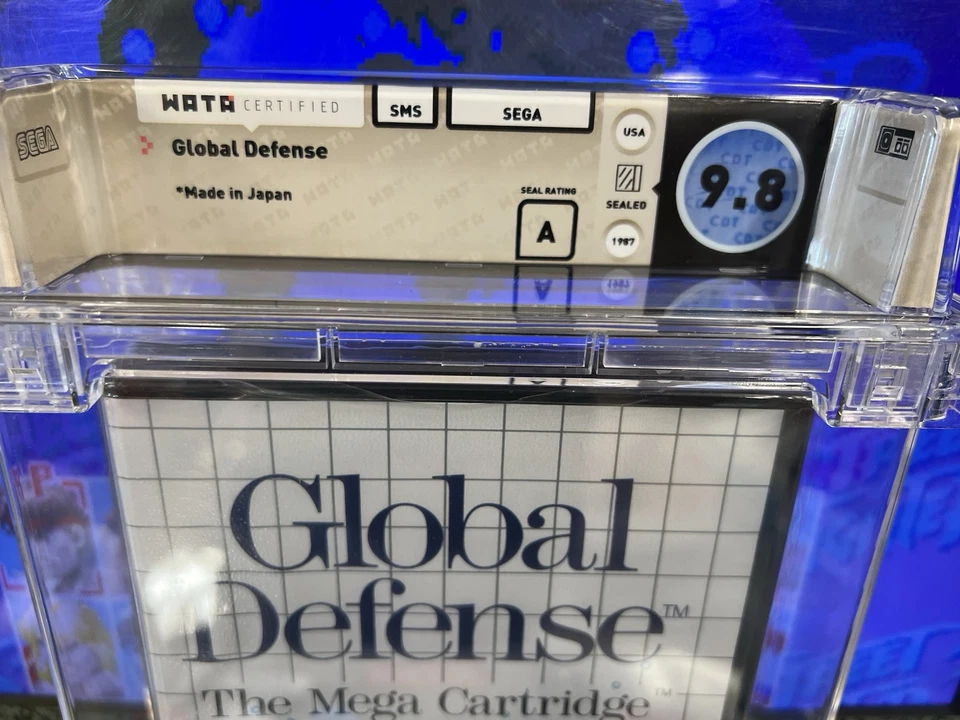 WATA CERTIFIED
SMS
SEGA
SEGA
Global Defense
*Made in Japan
SEAL RATING
A
USA
SEALED
1987
9.8
Global
Defense™
The Mega Cartridge™